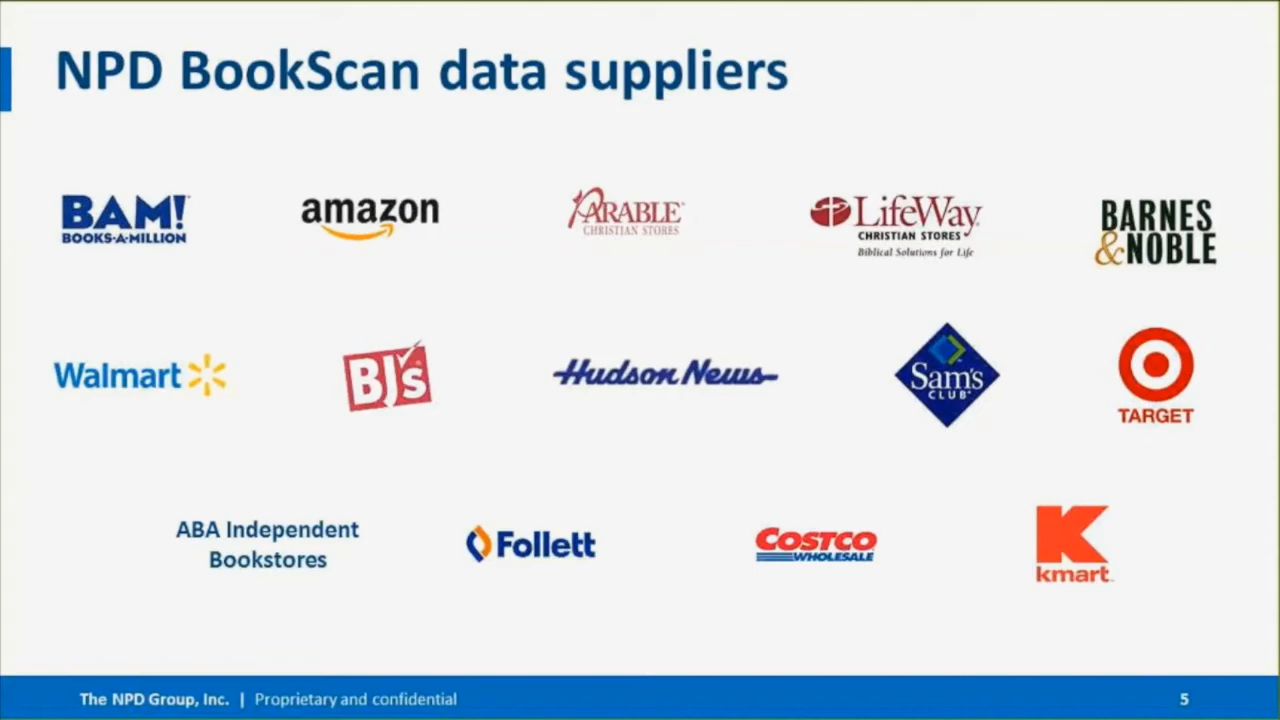 NPD BookScan data suppliers
BAM!
BOOKS·A·MILLION
amazon
PARABLE
CHRISTIAN STORES
LifeWay
CHRISTIAN STORES
Biblical Solutions for Life
BARNES
&NOBLE
Walmart
BJ's
Hudson News
Sam's
CLUB
TARGET
ABA Independent
Bookstores
Follett
COSTCO
WHOLESALE
K
kmart
The NPD Group, Inc. | Proprietary and confidential
5